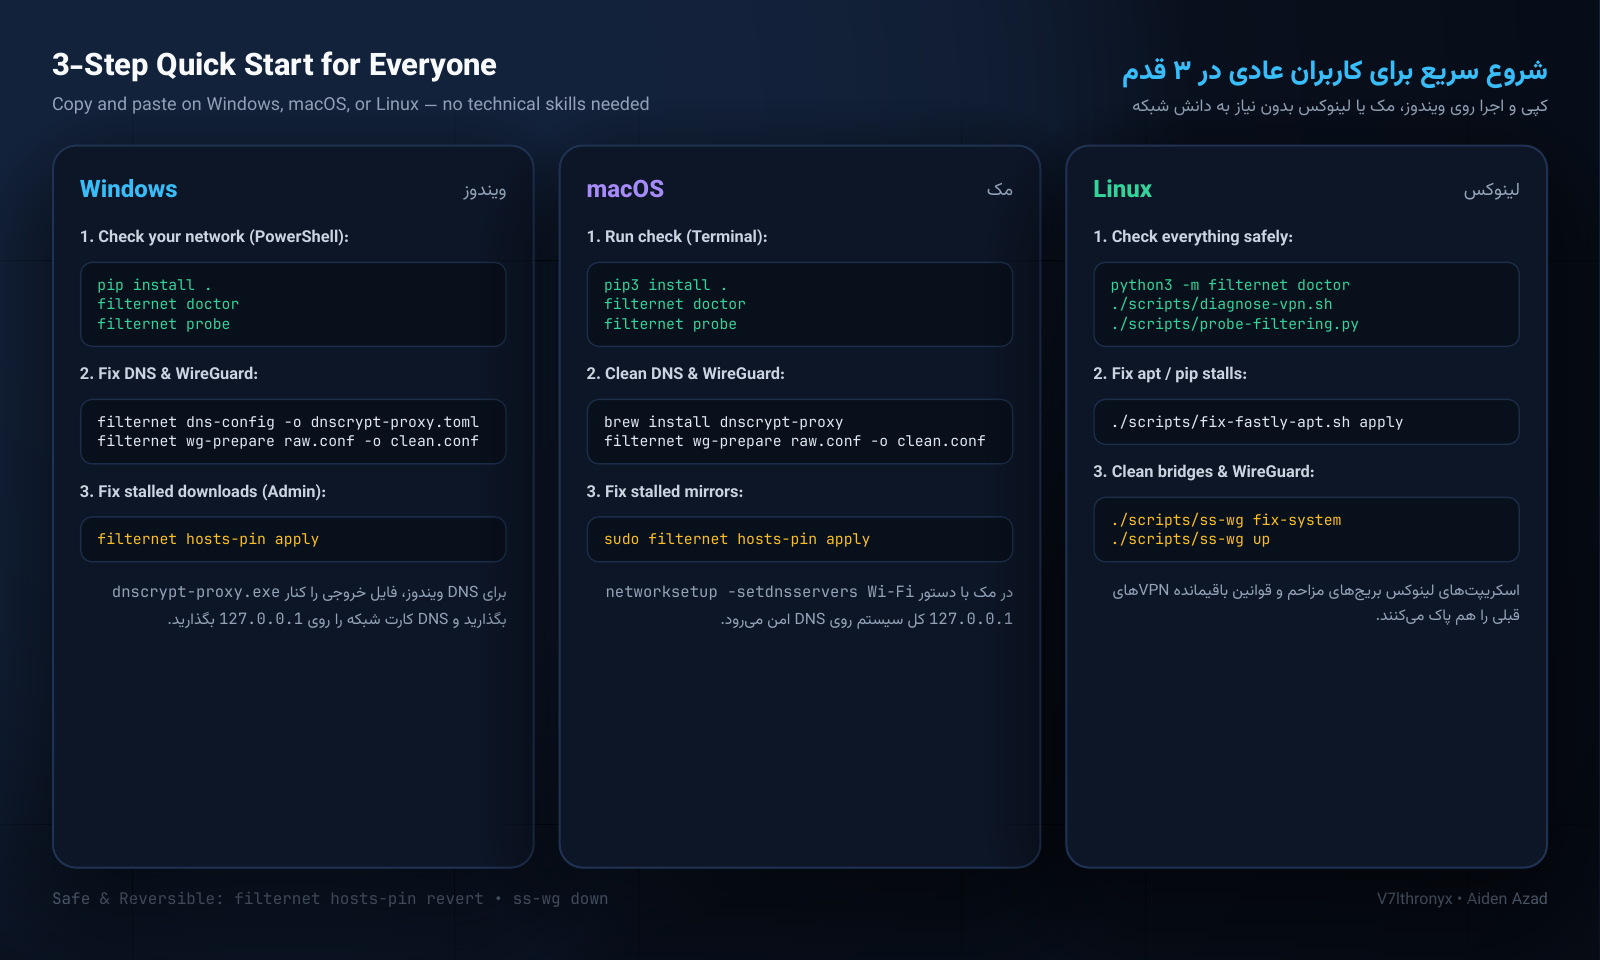 3-Step Quick Start for Everyone
Copy and paste on Windows, macOS, or Linux — no technical skills needed
شروع سریع برای کاربران عادی در ۳ قدم
کپی و اجرا روی ویندوز، مک یا لینوکس بدون نیاز به دانش شبکه
Windows
ویندوز
1. Check your network (PowerShell):
pip install .
filternet doctor
filternet probe
2. Fix DNS & WireGuard:
filternet dns-config -o dnscrypt-proxy.toml
filternet wg-prepare raw.conf -o clean.conf
3. Fix stalled downloads (Admin):
filternet hosts-pin apply
برای DNS ویندوز، فایل خروجی را کنار dnscrypt-proxy.exe
بگذارید و DNS کارت شبکه را روی 127.0.0.1 بگذارید.
macOS
مک
1. Run check (Terminal):
pip3 install .
filternet doctor
filternet probe
2. Clean DNS & WireGuard:
brew install dnscrypt-proxy
filternet wg-prepare raw.conf -o clean.conf
3. Fix stalled mirrors:
sudo filternet hosts-pin apply
در مک با دستور networksetup -setdnsservers Wi-Fi
127.0.0.1 کل سیستم روی DNS امن می‌رود.
Linux
لینوکس
1. Check everything safely:
python3 -m filternet doctor
./scripts/diagnose-vpn.sh
./scripts/probe-filtering.py
2. Fix apt / pip stalls:
./scripts/fix-fastly-apt.sh apply
3. Clean bridges & WireGuard:
./scripts/ss-wg fix-system
./scripts/ss-wg up
اسکریپت‌های لینوکس بریج‌های مزاحم و قوانین باقیمانده VPNهای
قبلی را هم پاک می‌کنند.
Safe & Reversible: filternet hosts-pin revert • ss-wg down
V7lthronyx • Aiden Azad